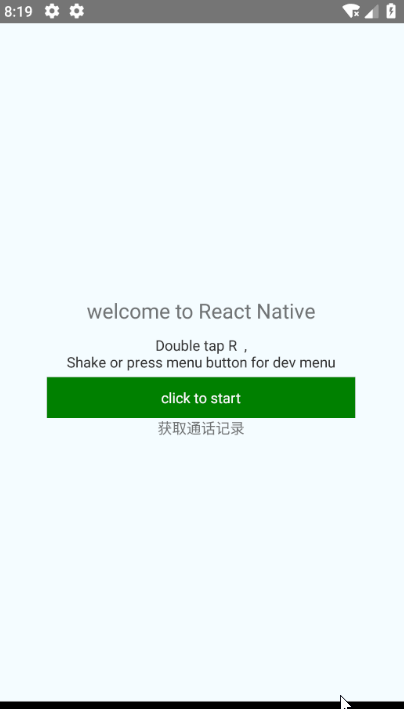 8:19
welcome to React Native
Double tap R ,
Shake or press menu button for dev menu
click to start
获取通话记录